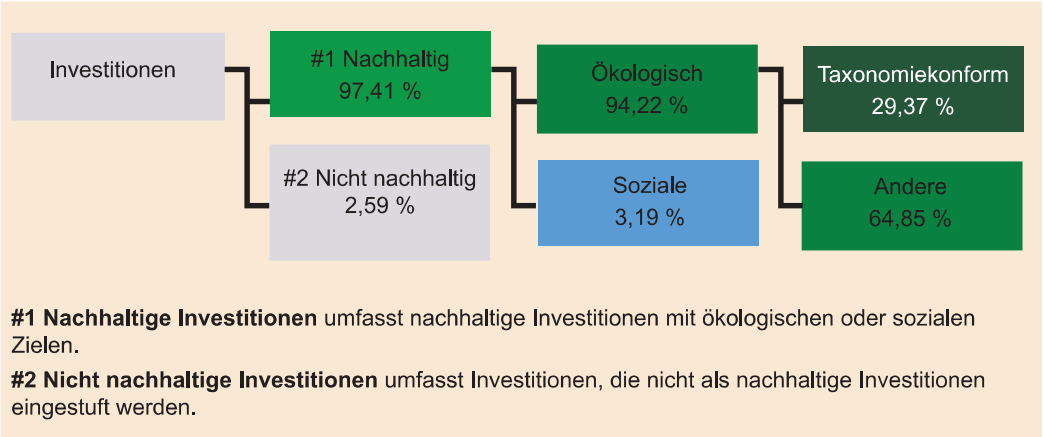 Investitionen
#1 Nachhaltig
97,41 %
#2 Nicht nachhaltig
2,59 %
Ökologisch
94,22 %
Soziale
3,19 %
Taxonomiekonform
29,37 %
Andere
64,85 %
#1 Nachhaltige Investitionen umfasst nachhaltige Investitionen mit ökologischen oder sozialen
Zielen.
#2 Nicht nachhaltige Investitionen umfasst Investitionen, die nicht als nachhaltige Investitionen
eingestuft werden.